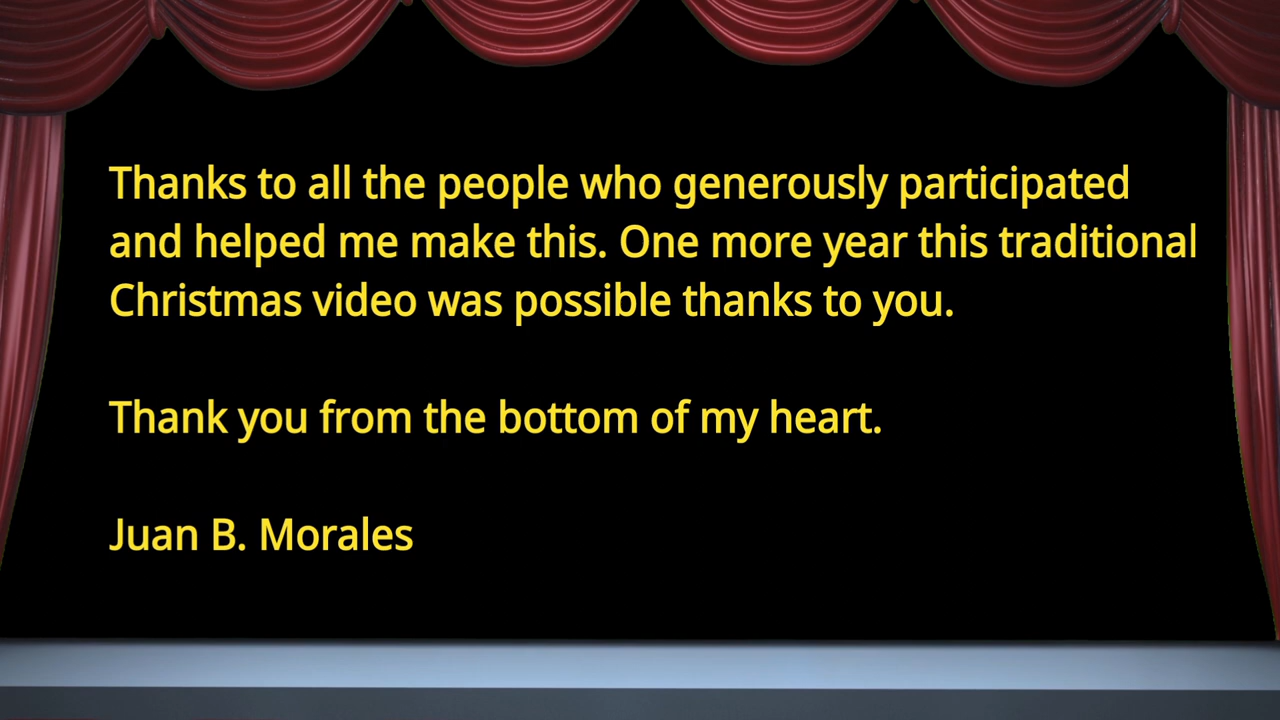 Thanks to all the people who generously participated
and helped me make this. One more year this traditional
Christmas video was possible thanks to you.
Thank you from the bottom of my heart.
Juan B. Morales